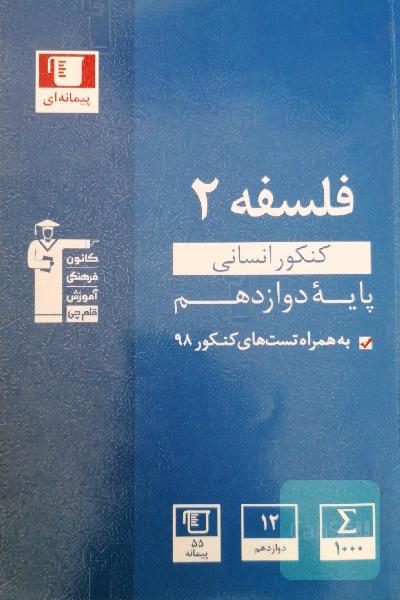 پیمانه‌ای
فلسفه ۲
کنکور انسانی
پایهٔ دوازدهم
به همراه تست‌های کنکور ۹۸
کانون
فرهنگی
آموزش
قلم‌چی
Σ
۱۰۰۰
۱۲
دوازدهم
۵۵
پیمانه